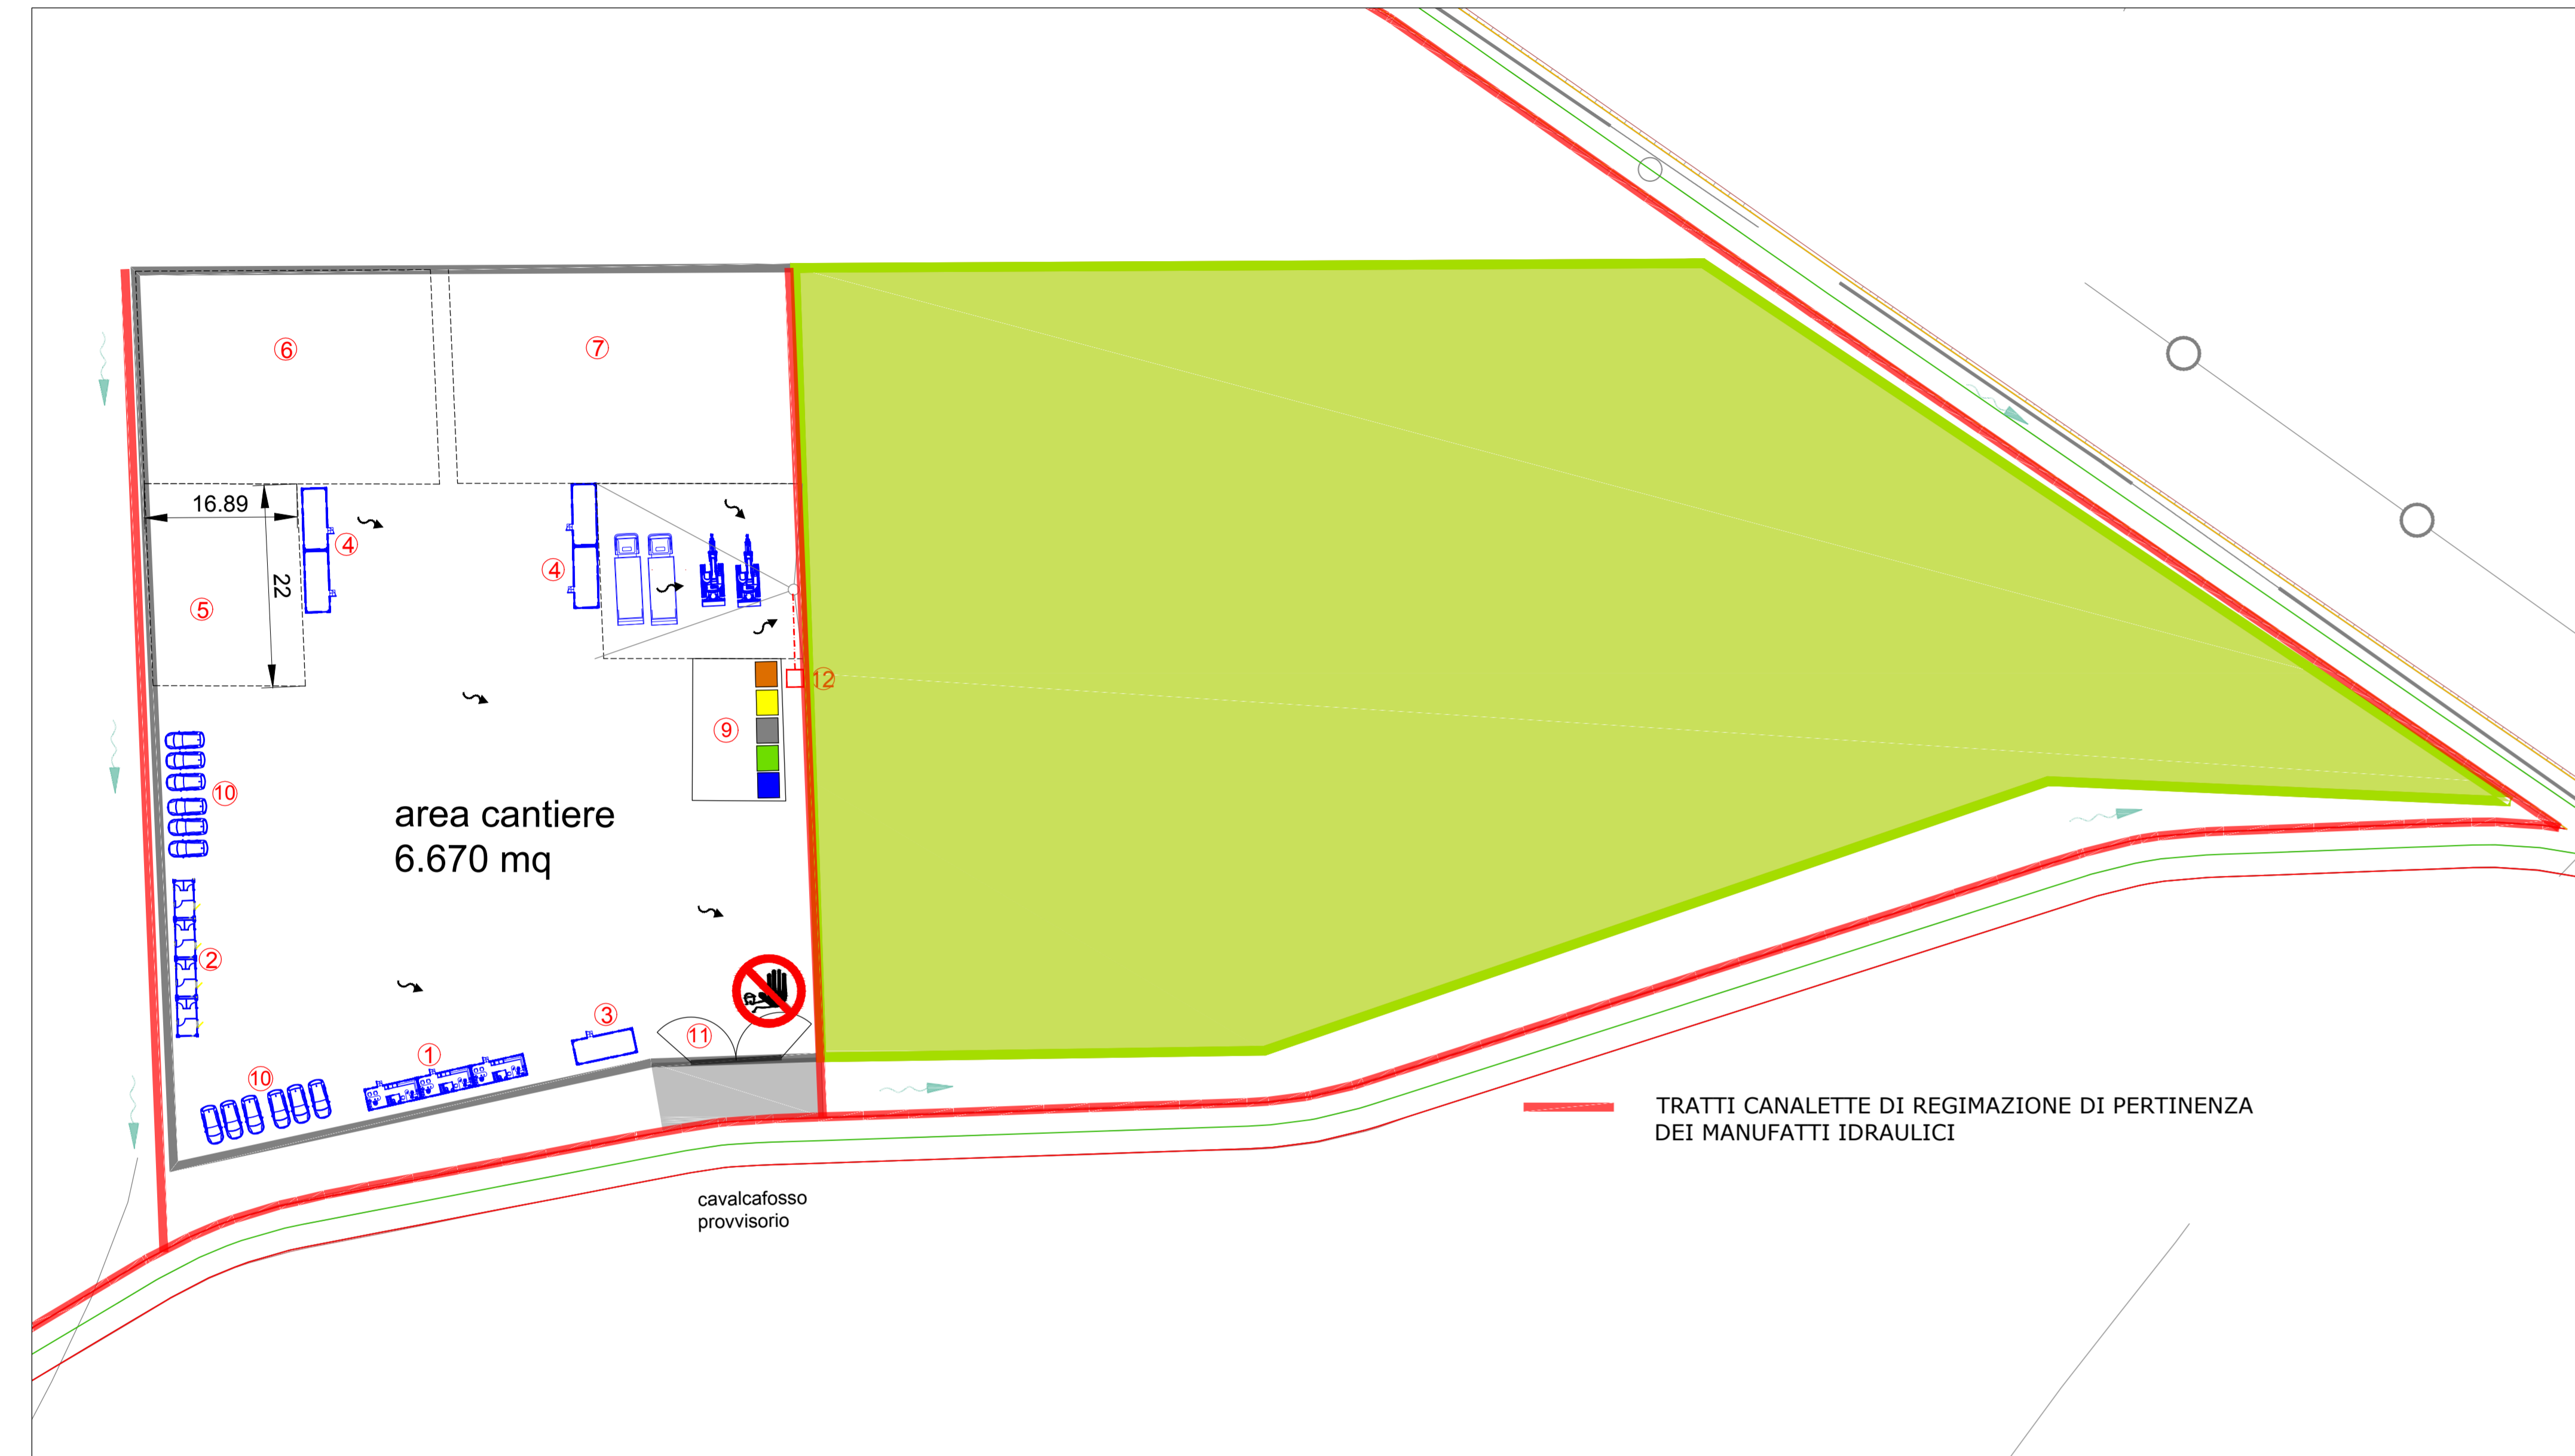 ⑥
⑦
16.89
④
④
22
⑤
12
⑨
⑩
area cantiere
6.670 mq
②
③
⑪
①
⑩
TRATTI CANALETTE DI REGIMAZIONE DI PERTINENZA
DEI MANUFATTI IDRAULICI
cavalcafosso
provvisorio